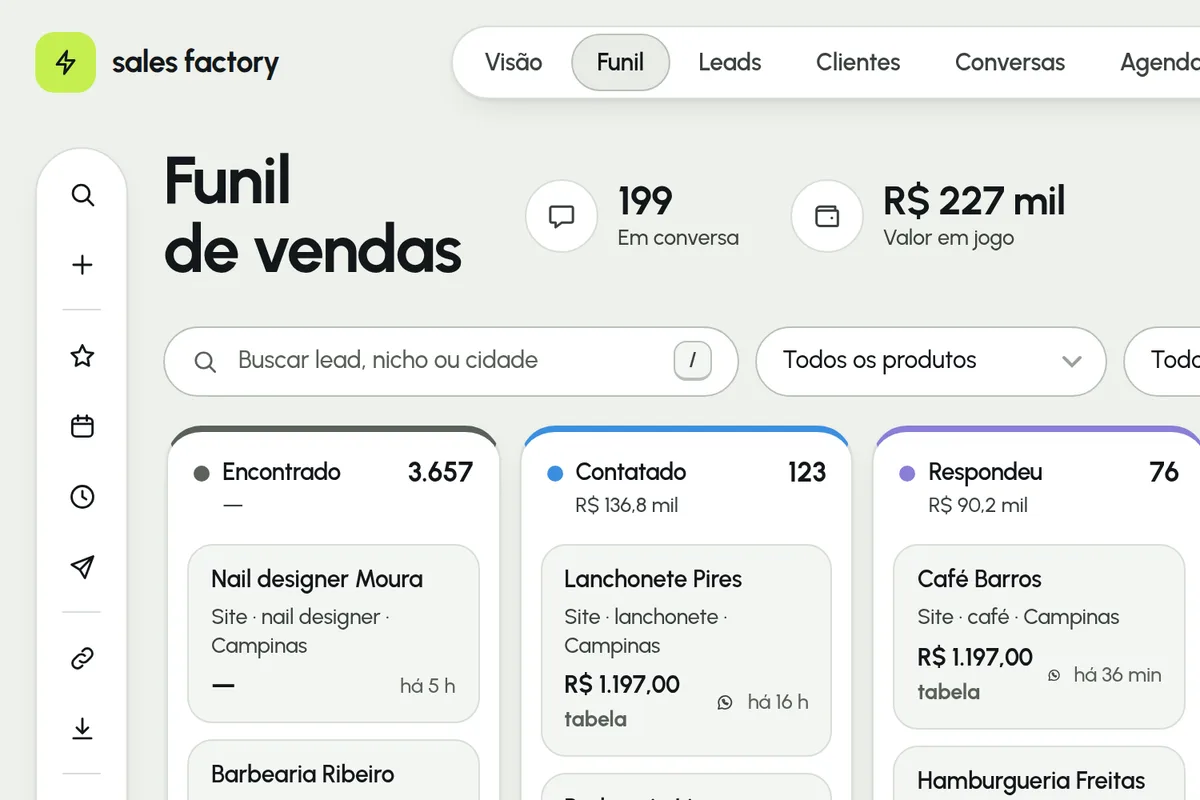 sales factory
Visão
Funil
Leads
Clientes
Conversas
Agenda
Funil
de vendas
199
Em conversa
R$ 227 mil
Valor em jogo
Buscar lead, nicho ou cidade
/
Todos os produtos
Encontrado
3.657
—
Nail designer Moura
Site · nail designer ·
Campinas
—
há 5 h
Barbearia Ribeiro
Contatado
123
R$ 136,8 mil
Lanchonete Pires
Site · lanchonete ·
Campinas
R$ 1.197,00
tabela
há 16 h
Respondeu
76
R$ 90,2 mil
Café Barros
Site · café · Campinas
R$ 1.197,00
tabela
há 36 min
Hamburgueria Freitas